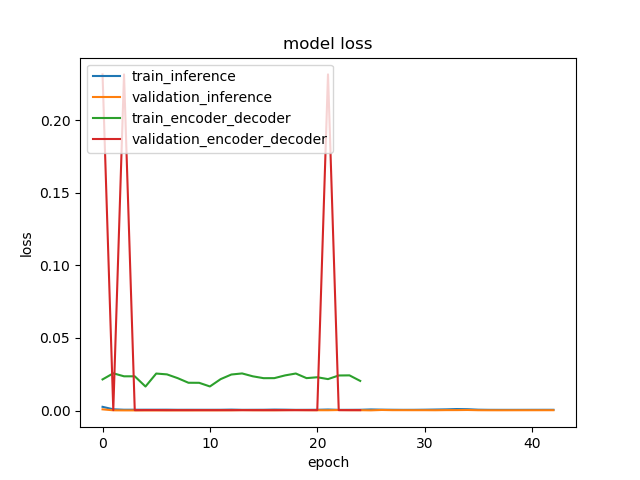 model loss
train_inference
validation_inference
train_encoder_decoder
validation_encoder_decoder
0.20
0.15
0.10
0.05
0.00
loss
0 10 20 30 40
epoch